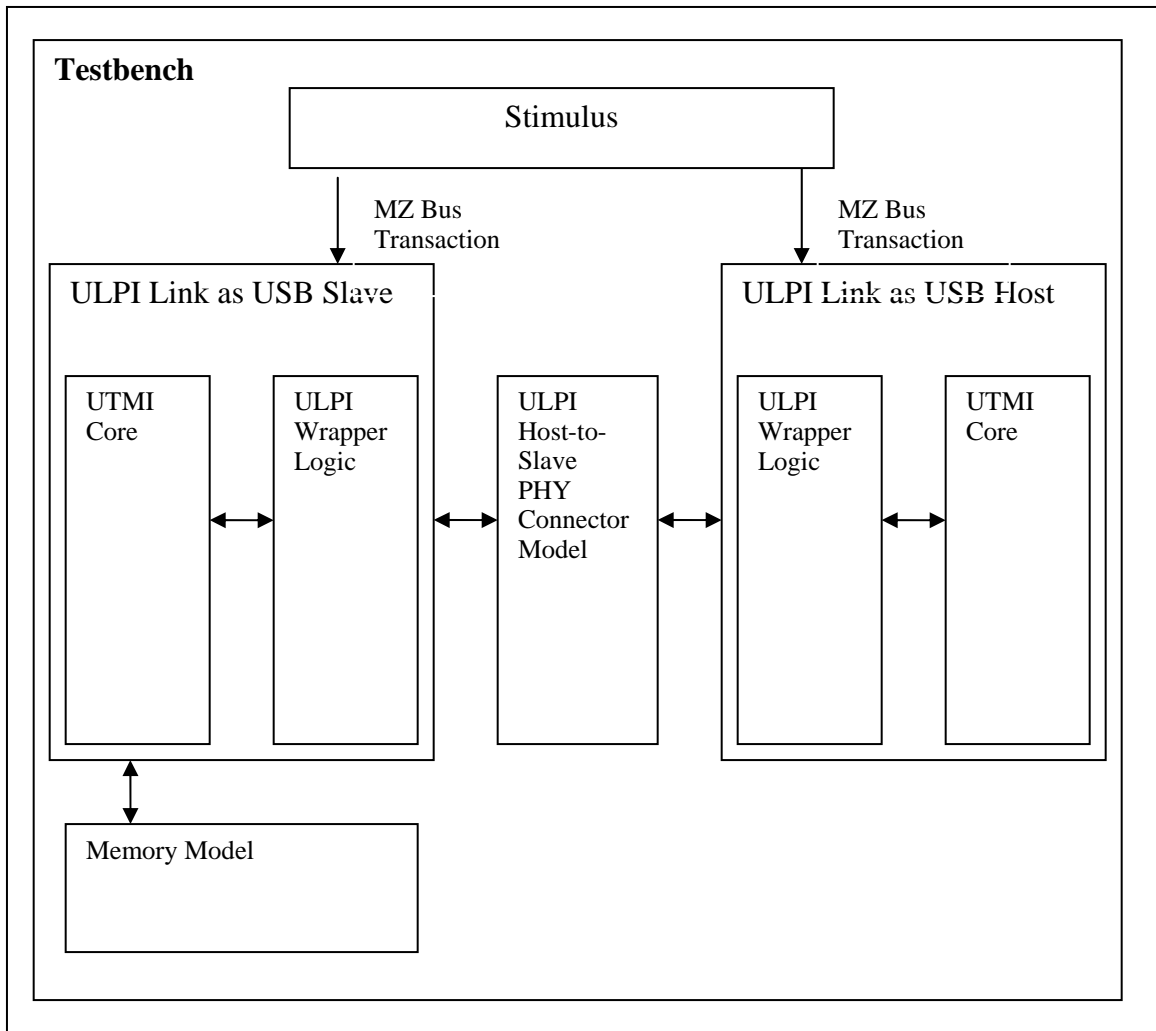 Testbench
Stimulus
MZ Bus
Transaction
MZ Bus
Transaction
ULPI Link as USB Slave
ULPI Link as USB Host
UTMI
Core
ULPI
Wrapper
Logic
ULPI
Host-to-
Slave
PHY
Connector
Model
ULPI
Wrapper
Logic
UTMI
Core
Memory Model